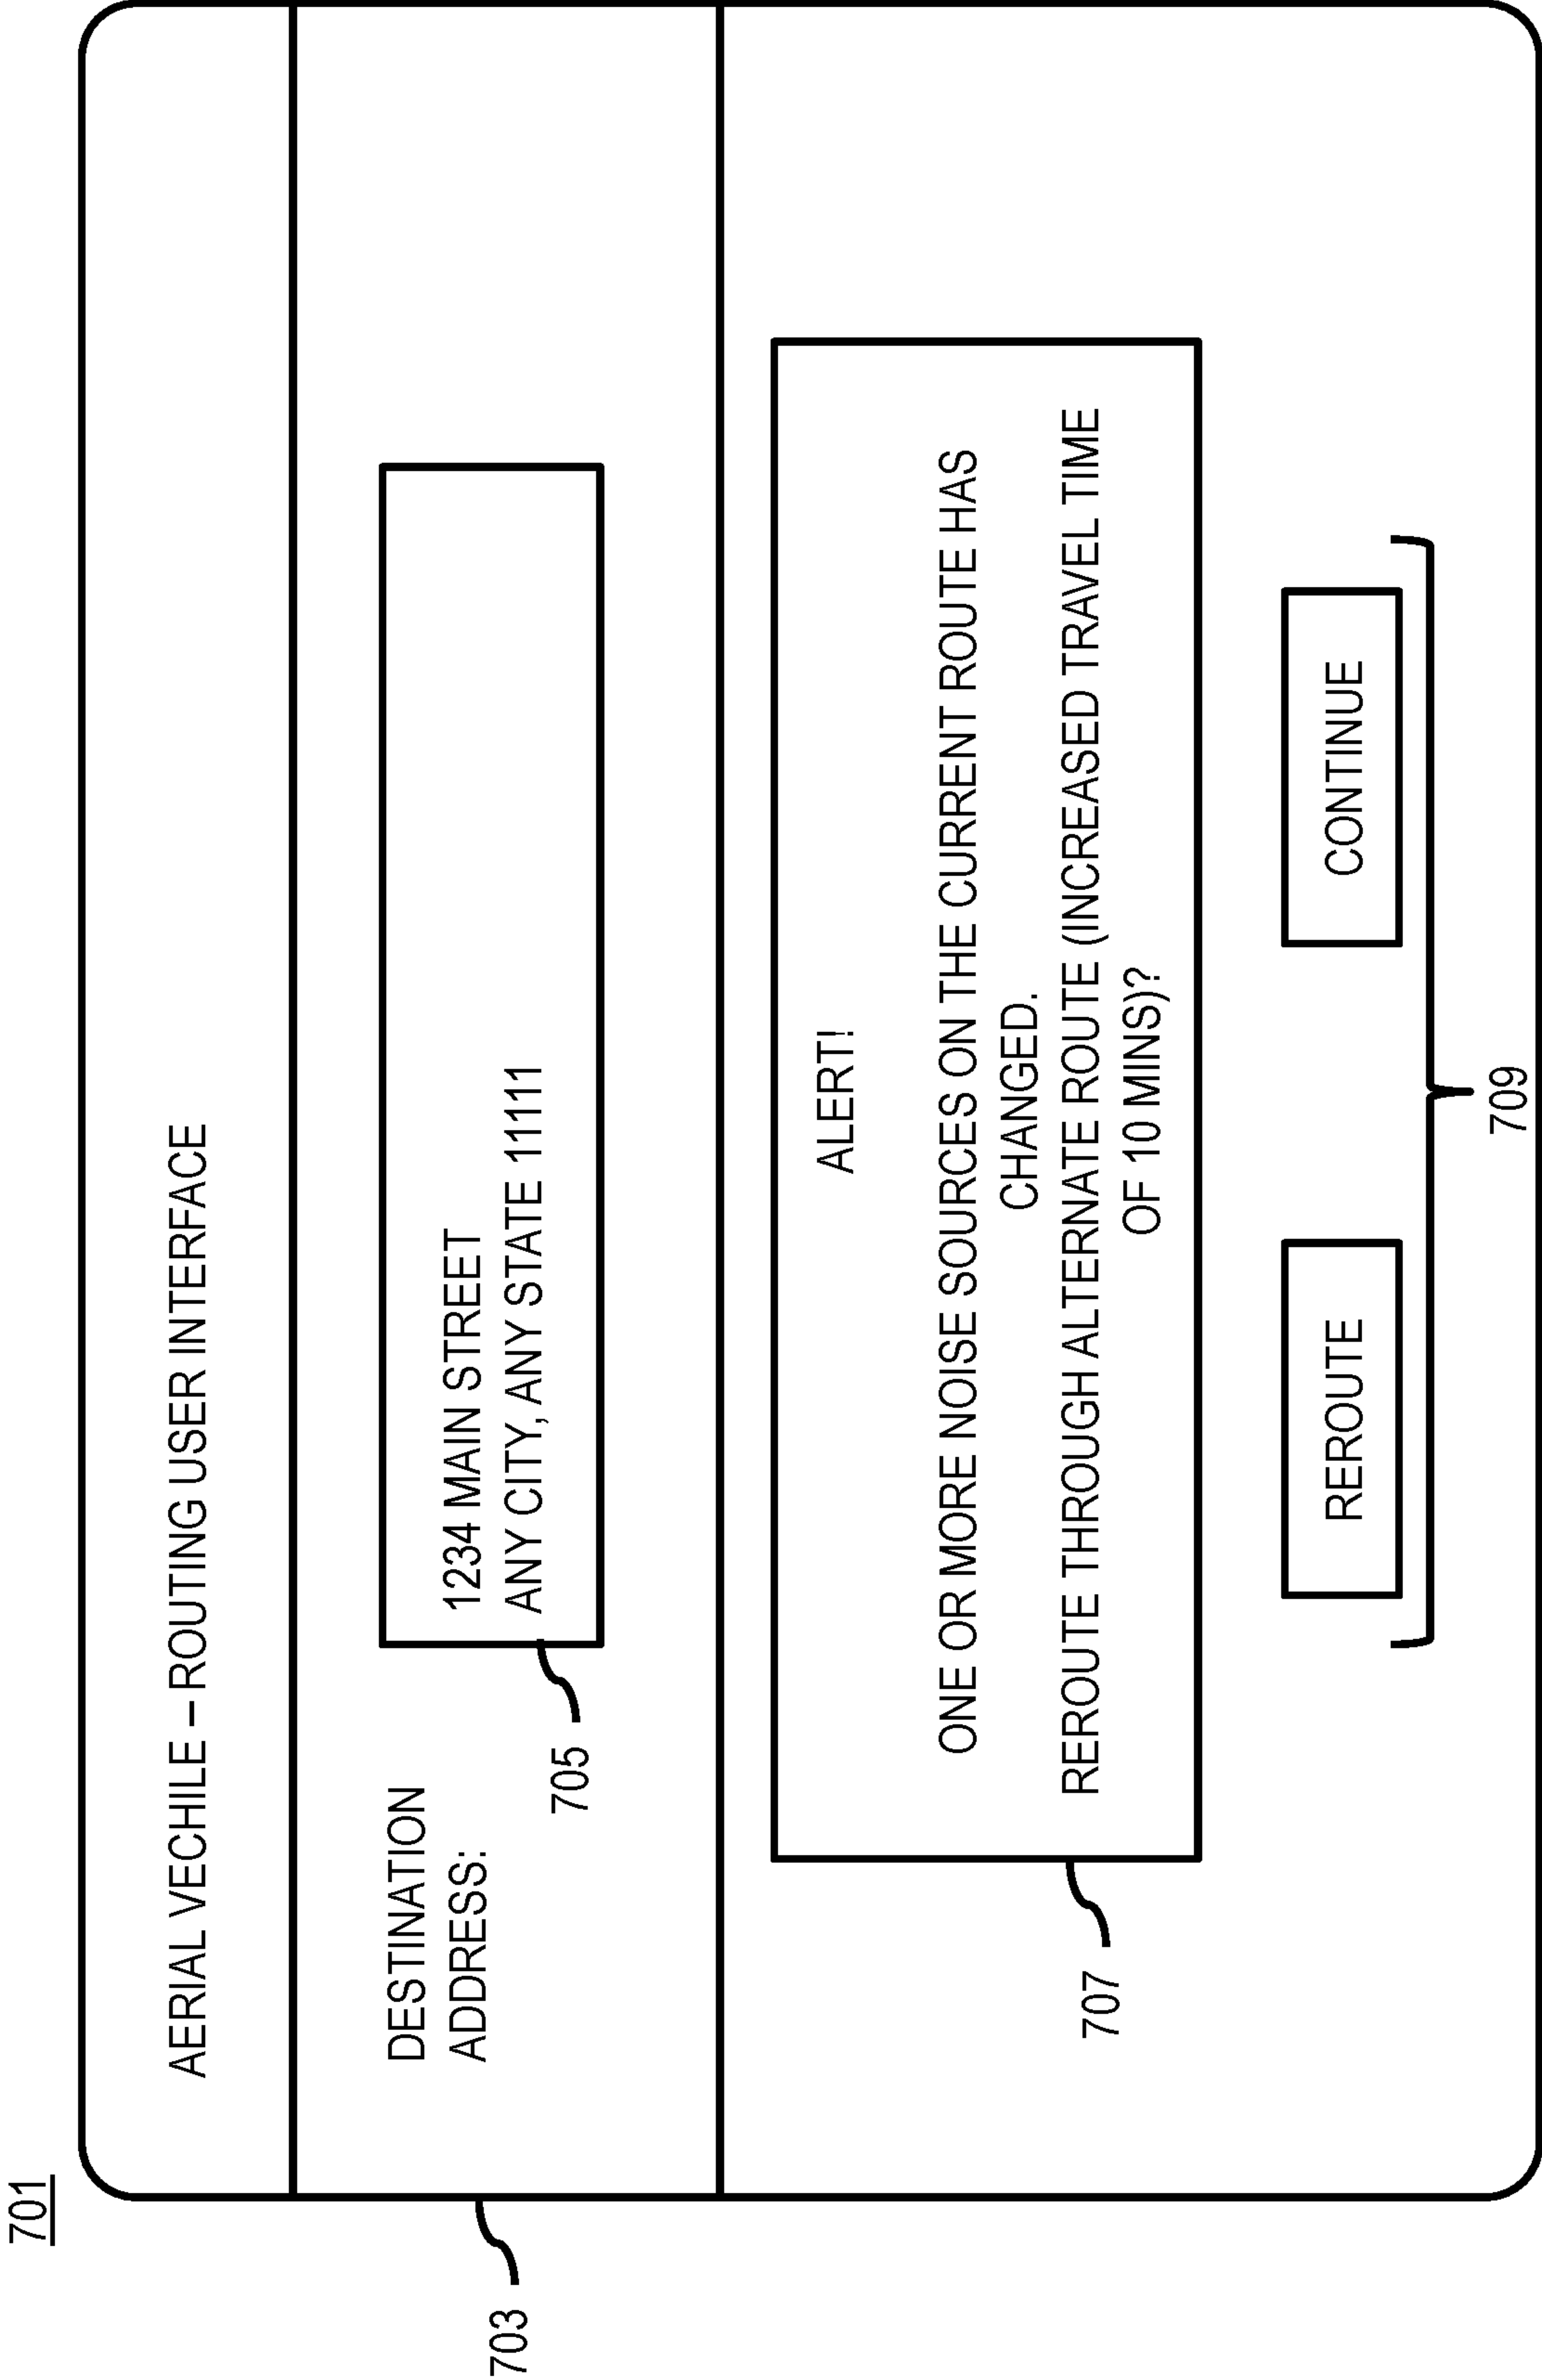 701
AERIAL VECHILE – ROUTING USER INTERFACE
703
DESTINATION
ADDRESS:
1234 MAIN STREET
ANY CITY, ANY STATE 11111
705
ALERT!
ONE OR MORE NOISE SOURCES ON THE CURRENT ROUTE HAS
CHANGED.
REROUTE THROUGH ALTERNATE ROUTE (INCREASED TRAVEL TIME
OF 10 MINS)?
707
REROUTE
CONTINUE
709